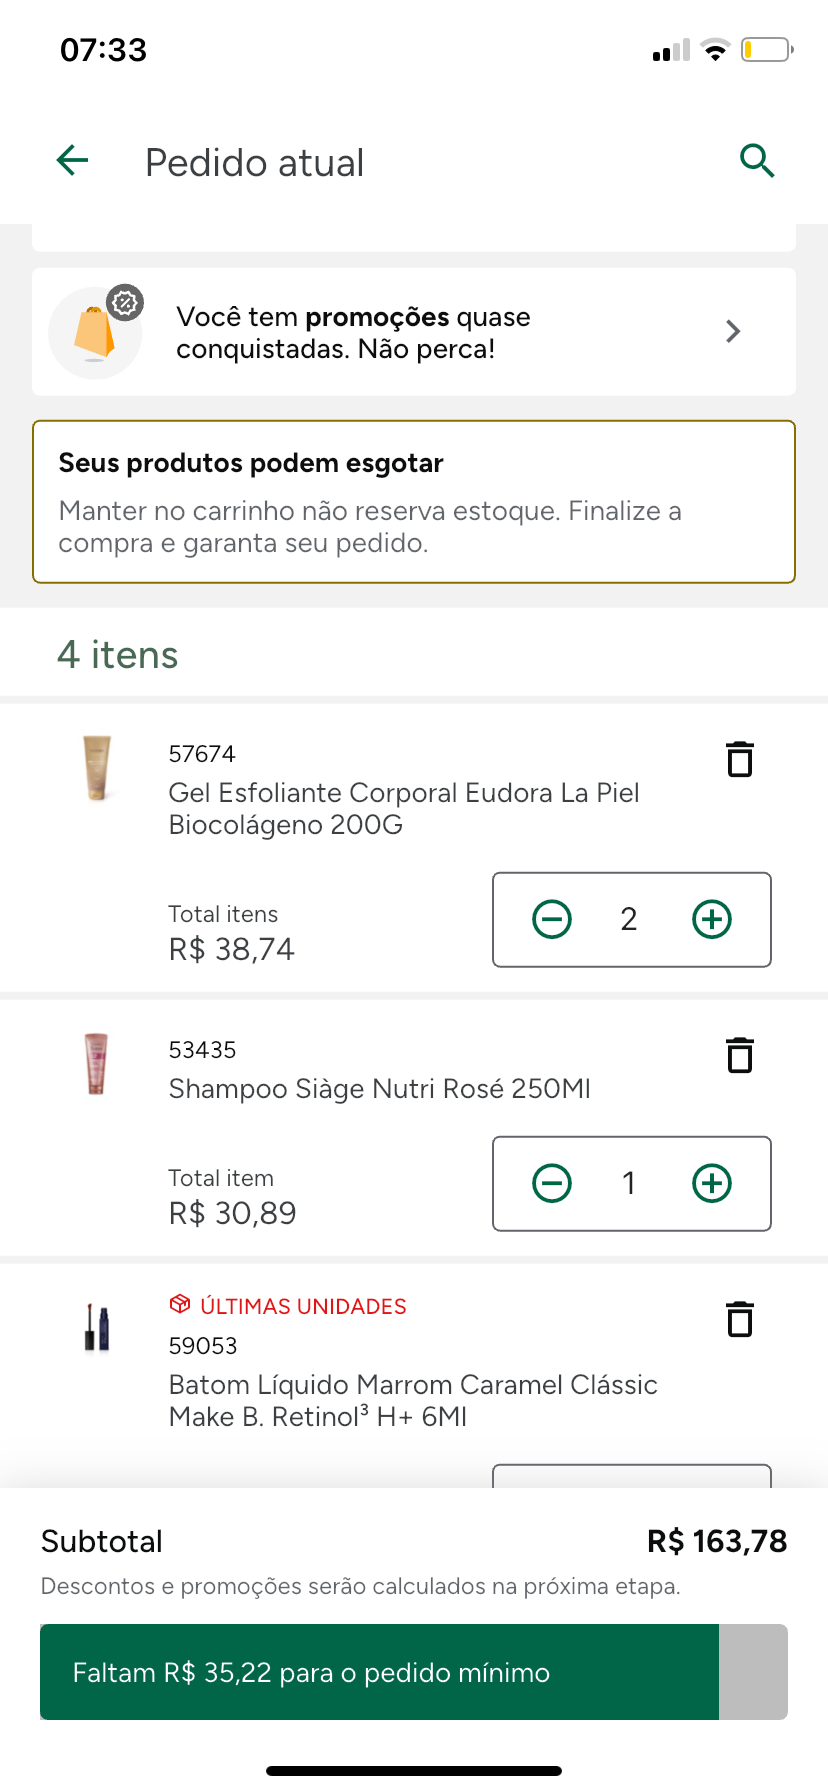 07:33
Pedido atual
Você tem promoções quase
conquistadas. Não perca!
Seus produtos podem esgotar
Manter no carrinho não reserva estoque. Finalize a
compra e garanta seu pedido.
4 itens
57674
Gel Esfoliante Corporal Eudora La Piel
Biocolágeno 200G
Total itens
R$ 38,74
2
53435
Shampoo Siàge Nutri Rosé 250Ml
Total item
R$ 30,89
1
ÚLTIMAS UNIDADES
59053
Batom Líquido Marrom Caramel Clássic
Make B. Retinol³ H+ 6Ml
Subtotal
R$ 163,78
Descontos e promoções serão calculados na próxima etapa.
Faltam R$ 35,22 para o pedido mínimo